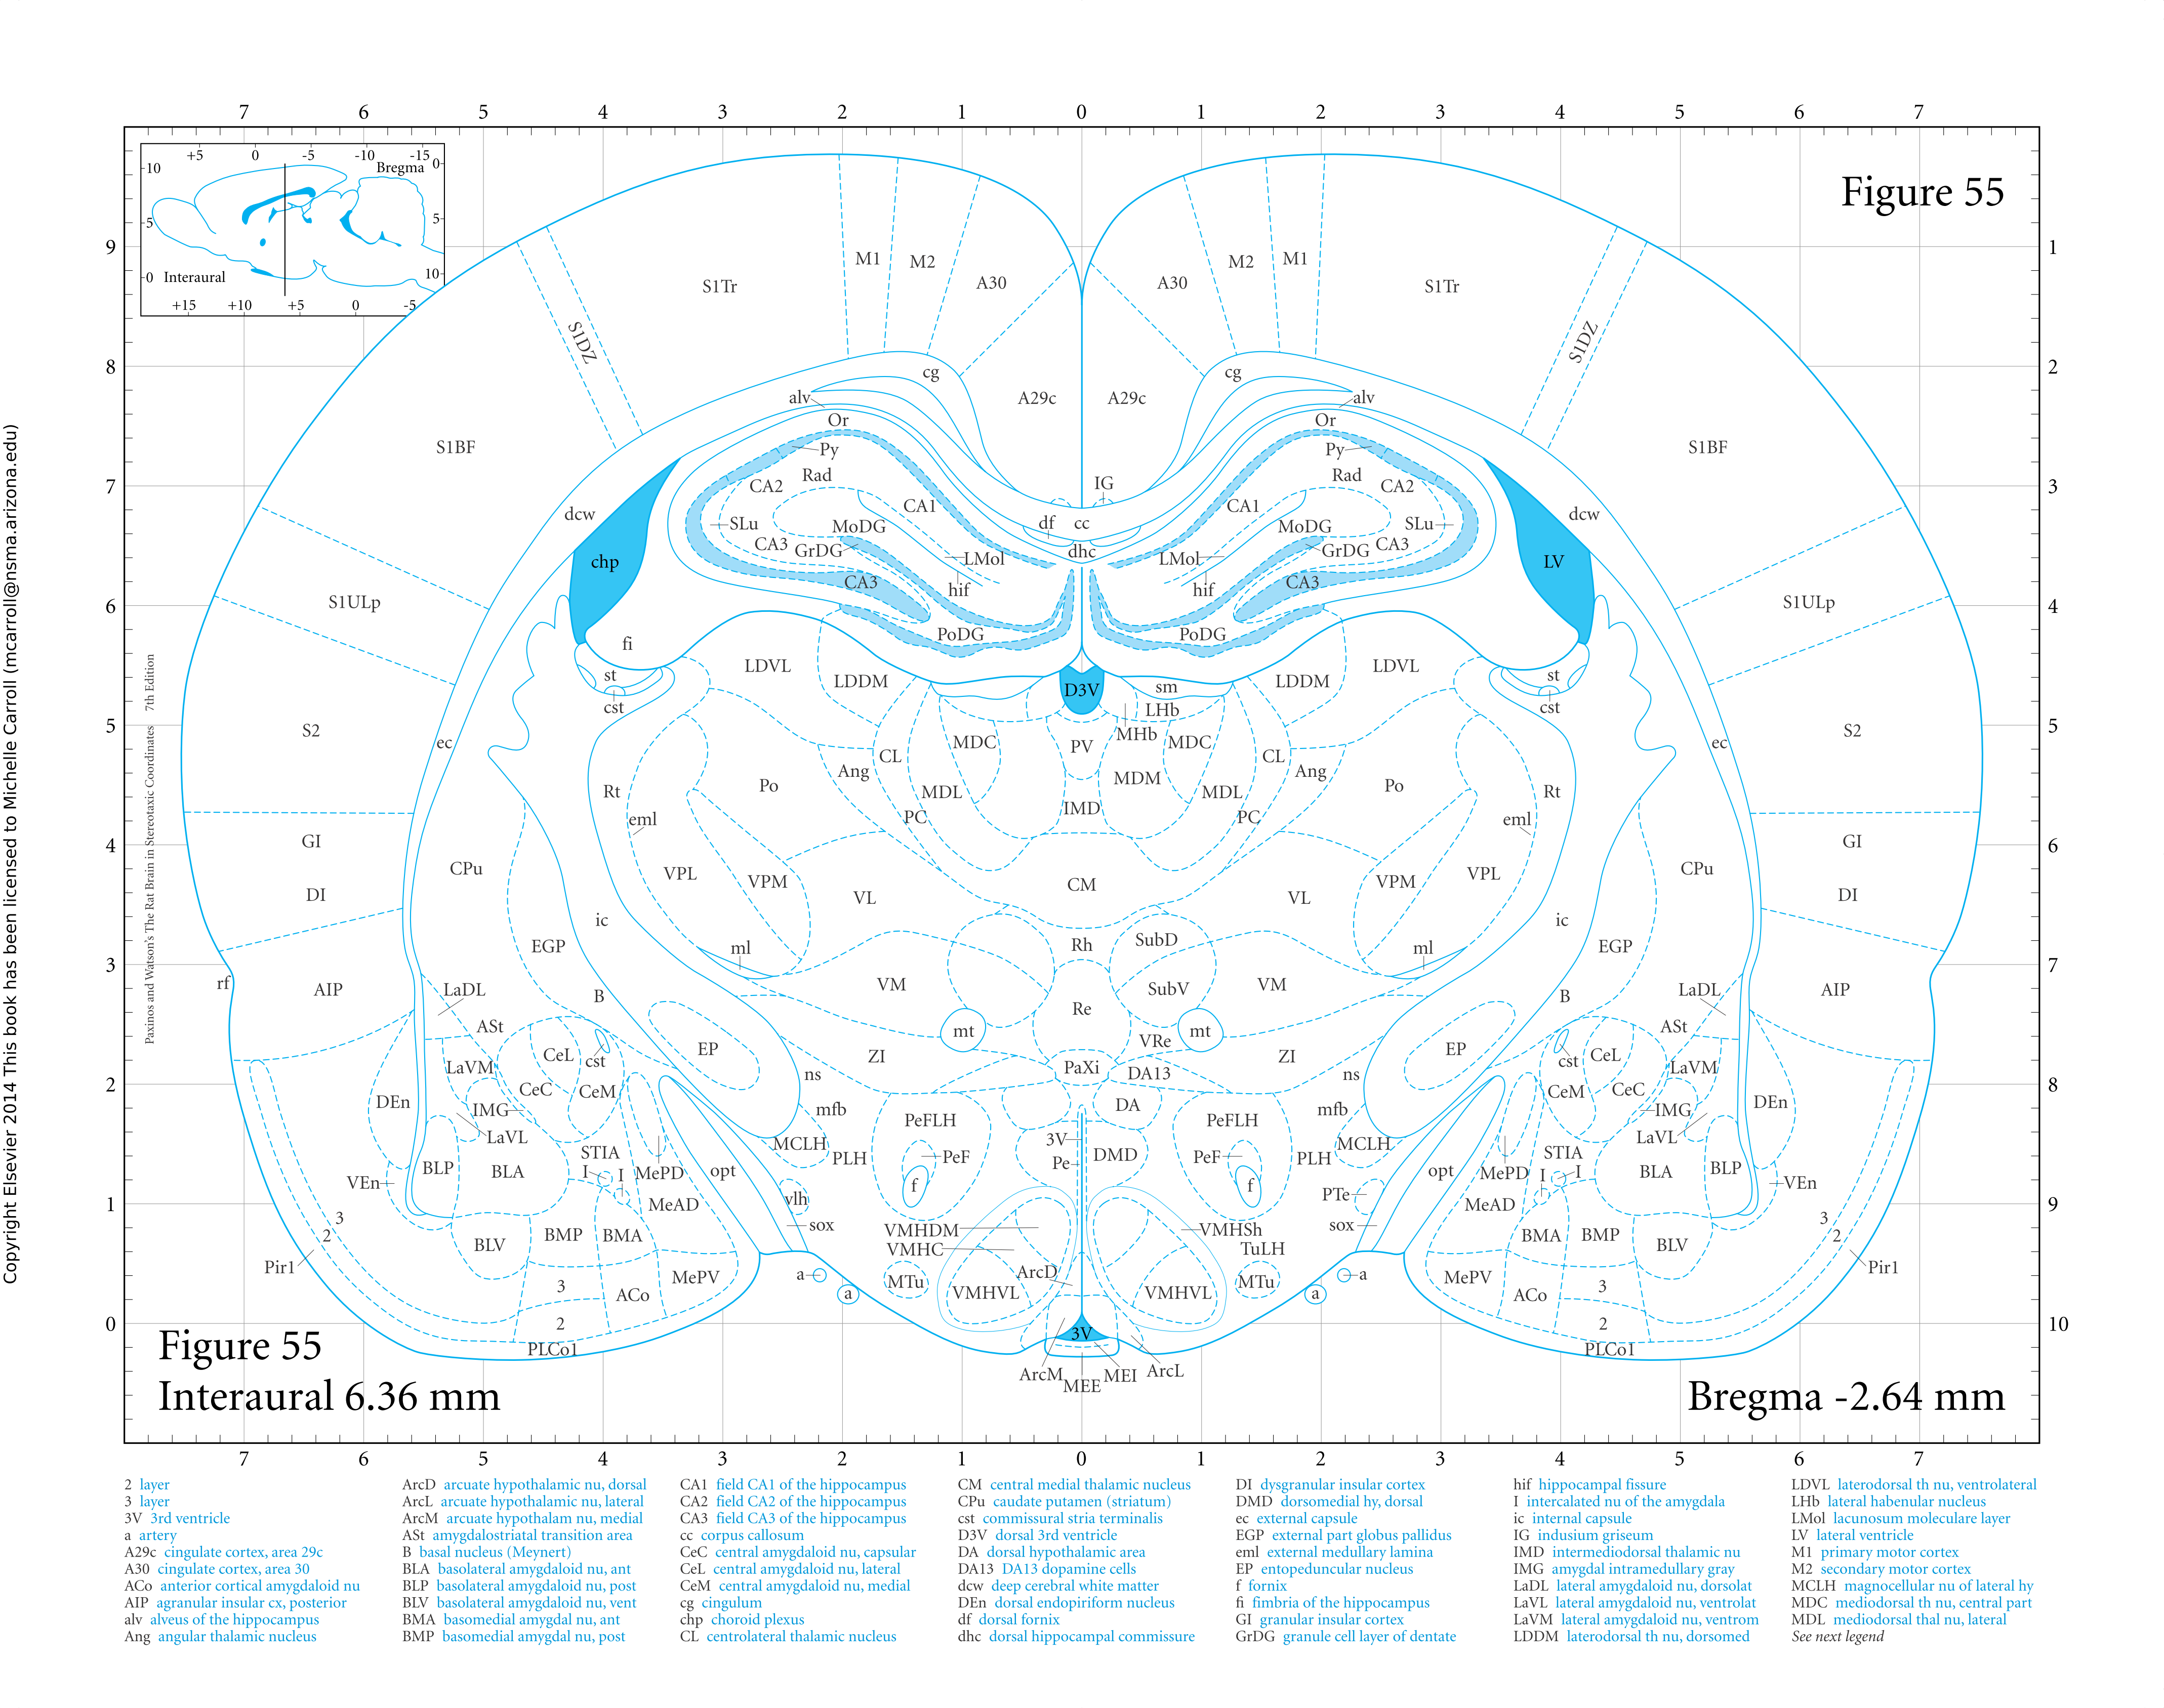 7 6 5 4 3 2 1 0 1 2 3 4 5 6 7
+5 0 -5 -10 -15
10 Bregma 0
5 5
0 Interaural 10
+15 +10 +5 0 -5
Figure 55
9 1
M1 M2 A30 A30 M2 M1
S1Tr S1Tr
S1DZ S1DZ
8 2
cg cg
alv A29c A29c alv
Or Or
S1BF Py Py S1BF
Rad Rad
7 CA2 IG CA2 3
CA1 CA1
dcw SLu MoDG df cc MoDG SLu dcw
CA3 GrDG LMol dhc LMol GrDG CA3
chp CA3 hif hif CA3 LV
6 S1ULp S1ULp 4
fi PoDG PoDG
st LDVL LDDM D3V sm LDDM LDVL st
cst LHb cst
5 S2 MHb S2 5
ec CL MDC PV MDC CL ec
Ang MDM Ang
Rt Po MDL IMD MDL Po Rt
eml PC PC eml
4 GI GI 6
CPu VPL VPM CM VPM VPL CPu
DI VL VL DI
ic ic
EGP ml Rh SubD ml EGP
3 7
rf AIP LaDL B VM SubV VM B LaDL AIP
ASt Re ASt
mt mt
CeL cst EP ZI VRe ZI EP cst CeL
LaVM PaXi DA13 LaVM
2 CeC CeM ns ns CeM CeC 8
DEn IMG mfb PeFLH DA PeFLH mfb IMG DEn
LaVL MCLH 3V MCLH LaVL
STIA PLH PeF Pe DMD PeF PLH STIA
VEn BLP BLA I I MePD opt f f opt MePD I I BLA BLP VEn
1 MeAD vlh PTe MeAD 9
3 sox sox 3
2 BLV BMP BMA VMHDM VMHSh BMA BMP BLV 2
VMHC TuLH
Pir1 MePV a MTu ArcD MTu a MePV Pir1
3 ACo a VMHVL VMHVL a ACo 3
0 2 3V 2 10
PLCo1 PLCo1
ArcM MEE MEI ArcL
Figure 55
Interaural 6.36 mm
Bregma -2.64 mm
7 6 5 4 3 2 1 0 1 2 3 4 5 6 7
Paxinos and Watson's The Rat Brain in Stereotaxic Coordinates 7th Edition
Copyright Elsevier 2014 This book has been licensed to Michelle Carroll (mcarroll@nsma.arizona.edu)
2 layer
3 layer
3V 3rd ventricle
a artery
A29c cingulate cortex, area 29c
A30 cingulate cortex, area 30
ACo anterior cortical amygdaloid nu
AIP agranular insular cx, posterior
alv alveus of the hippocampus
Ang angular thalamic nucleus
ArcD arcuate hypothalamic nu, dorsal
ArcL arcuate hypothalamic nu, lateral
ArcM arcuate hypothalam nu, medial
ASt amygdalostriatal transition area
B basal nucleus (Meynert)
BLA basolateral amygdaloid nu, ant
BLP basolateral amygdaloid nu, post
BLV basolateral amygdaloid nu, vent
BMA basomedial amygdal nu, ant
BMP basomedial amygdal nu, post
CA1 field CA1 of the hippocampus
CA2 field CA2 of the hippocampus
CA3 field CA3 of the hippocampus
cc corpus callosum
CeC central amygdaloid nu, capsular
CeL central amygdaloid nu, lateral
CeM central amygdaloid nu, medial
cg cingulum
chp choroid plexus
CL centrolateral thalamic nucleus
CM central medial thalamic nucleus
CPu caudate putamen (striatum)
cst commissural stria terminalis
D3V dorsal 3rd ventricle
DA dorsal hypothalamic area
DA13 DA13 dopamine cells
dcw deep cerebral white matter
DEn dorsal endopiriform nucleus
df dorsal fornix
dhc dorsal hippocampal commissure
DI dysgranular insular cortex
DMD dorsomedial hy, dorsal
ec external capsule
EGP external part globus pallidus
eml external medullary lamina
EP entopeduncular nucleus
f fornix
fi fimbria of the hippocampus
GI granular insular cortex
GrDG granule cell layer of dentate
hif hippocampal fissure
I intercalated nu of the amygdala
ic internal capsule
IG indusium griseum
IMD intermediodorsal thalamic nu
IMG amygdal intramedullary gray
LaDL lateral amygdaloid nu, dorsolat
LaVL lateral amygdaloid nu, ventrolat
LaVM lateral amygdaloid nu, ventrom
LDDM laterodorsal th nu, dorsomed
LDVL laterodorsal th nu, ventrolateral
LHb lateral habenular nucleus
LMol lacunosum moleculare layer
LV lateral ventricle
M1 primary motor cortex
M2 secondary motor cortex
MCLH magnocellular nu of lateral hy
MDC mediodorsal th nu, central part
MDL mediodorsal thal nu, lateral
See next legend